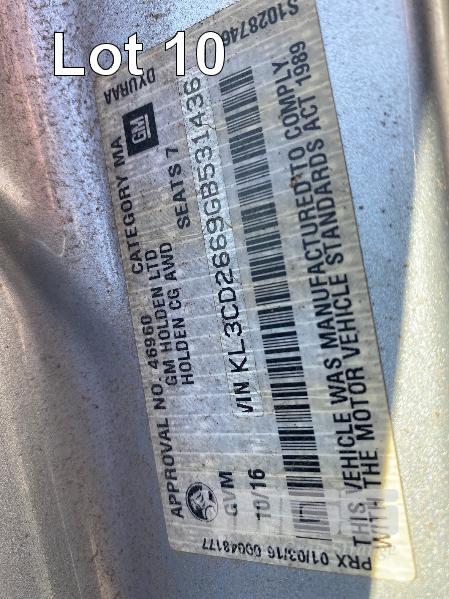 Lot 10
APPROVAL NO. 46960 CATEGORY MA DXURAA
GM HOLDEN LTD GM
HOLDEN CG AWD SEATS 7
GVM
10/16 VIN KL3CD2669GB531436
S1028746
THIS VEHICLE WAS MANUFACTURED TO COMPLY
WITH THE MOTOR VEHICLE STANDARDS ACT 1989
PRX 01/03/16 00048177